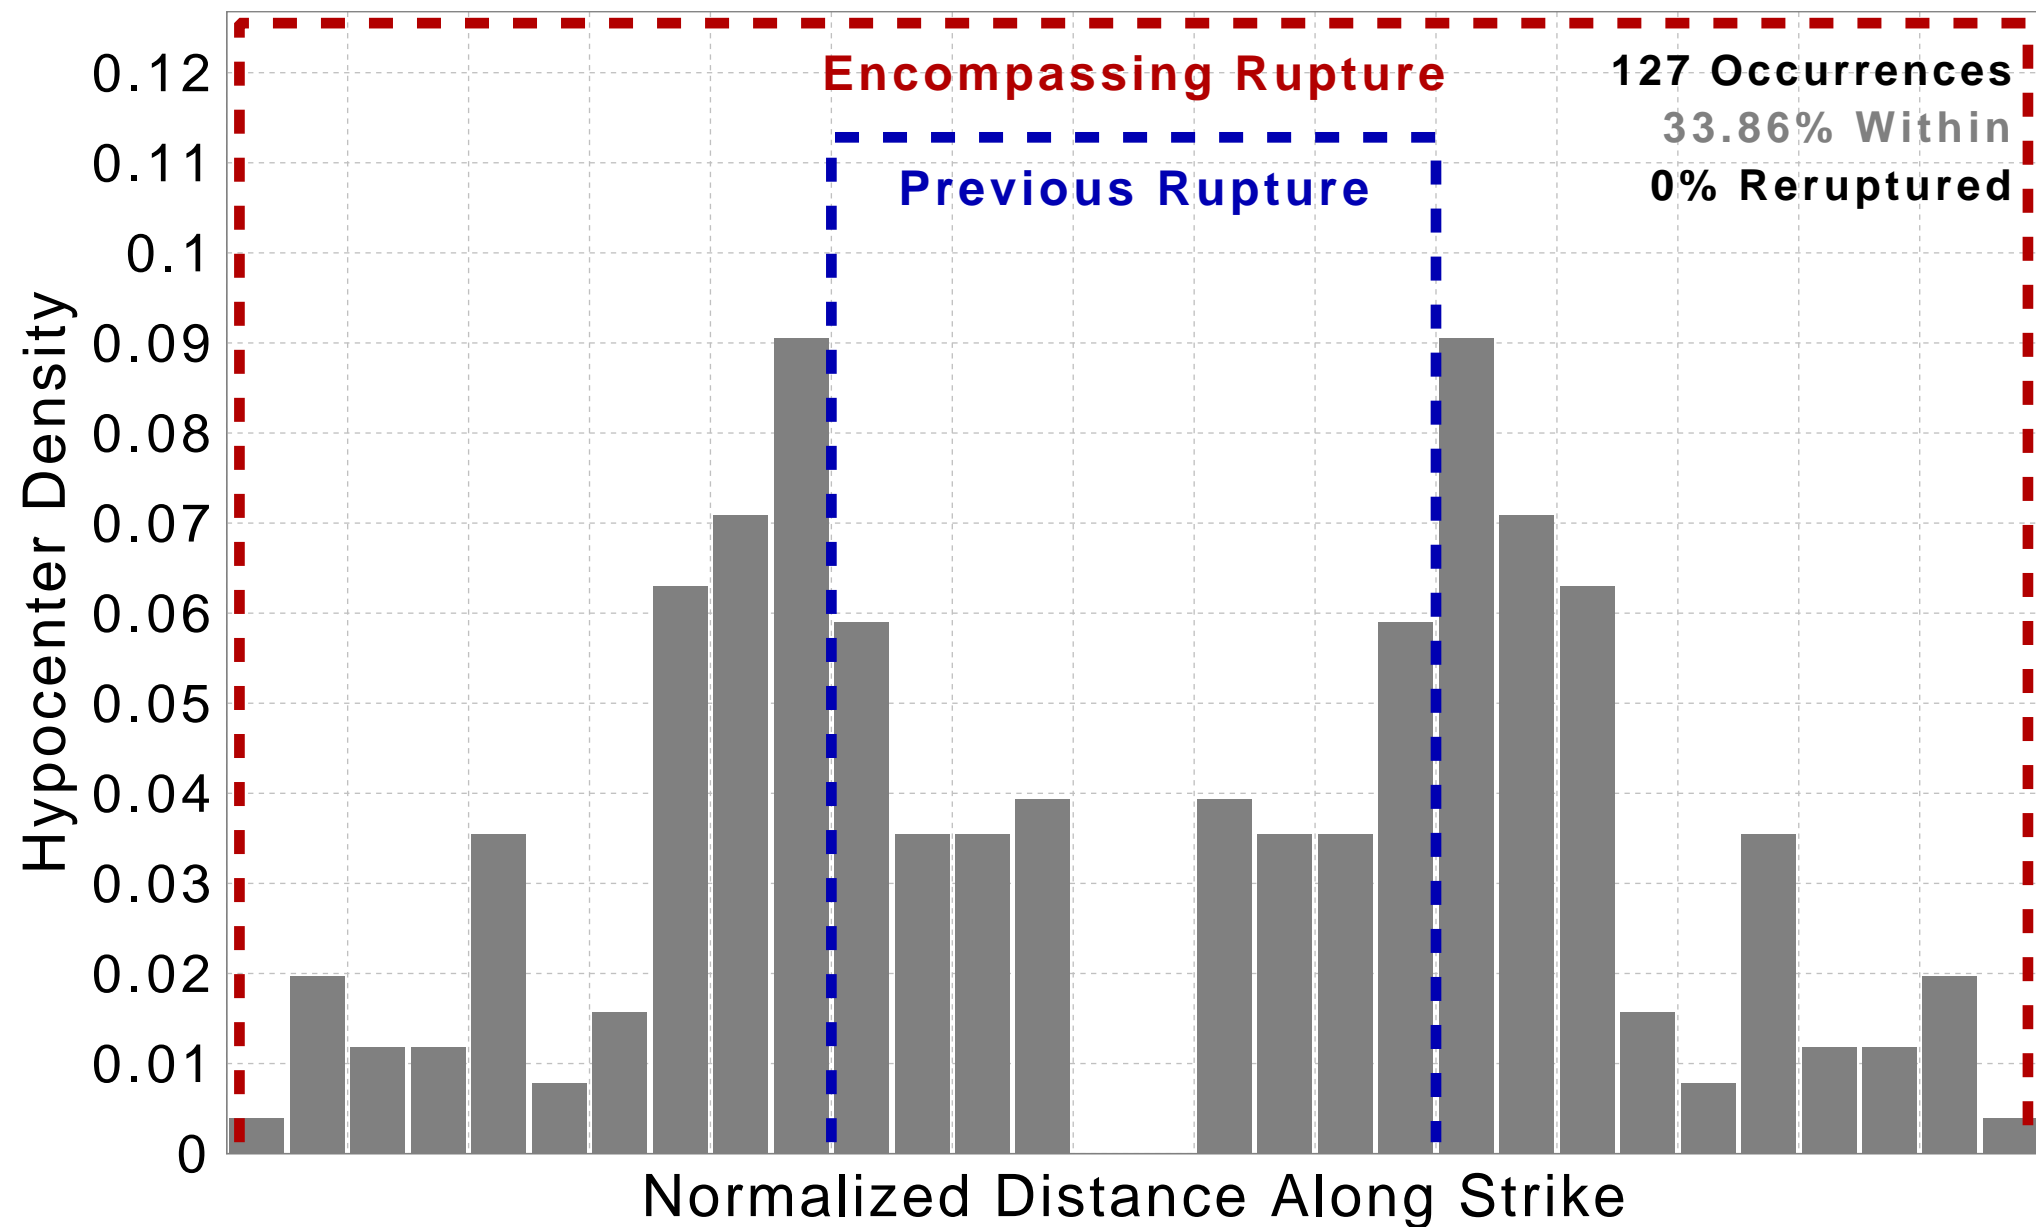 Encompassing Rupture
127 Occurrences
33.86% Within
Previous Rupture
0% Reruptured
Hypocenter Density
0.12
0.11
0.1
0.09
0.08
0.07
0.06
0.05
0.04
0.03
0.02
0.01
0
Normalized Distance Along Strike